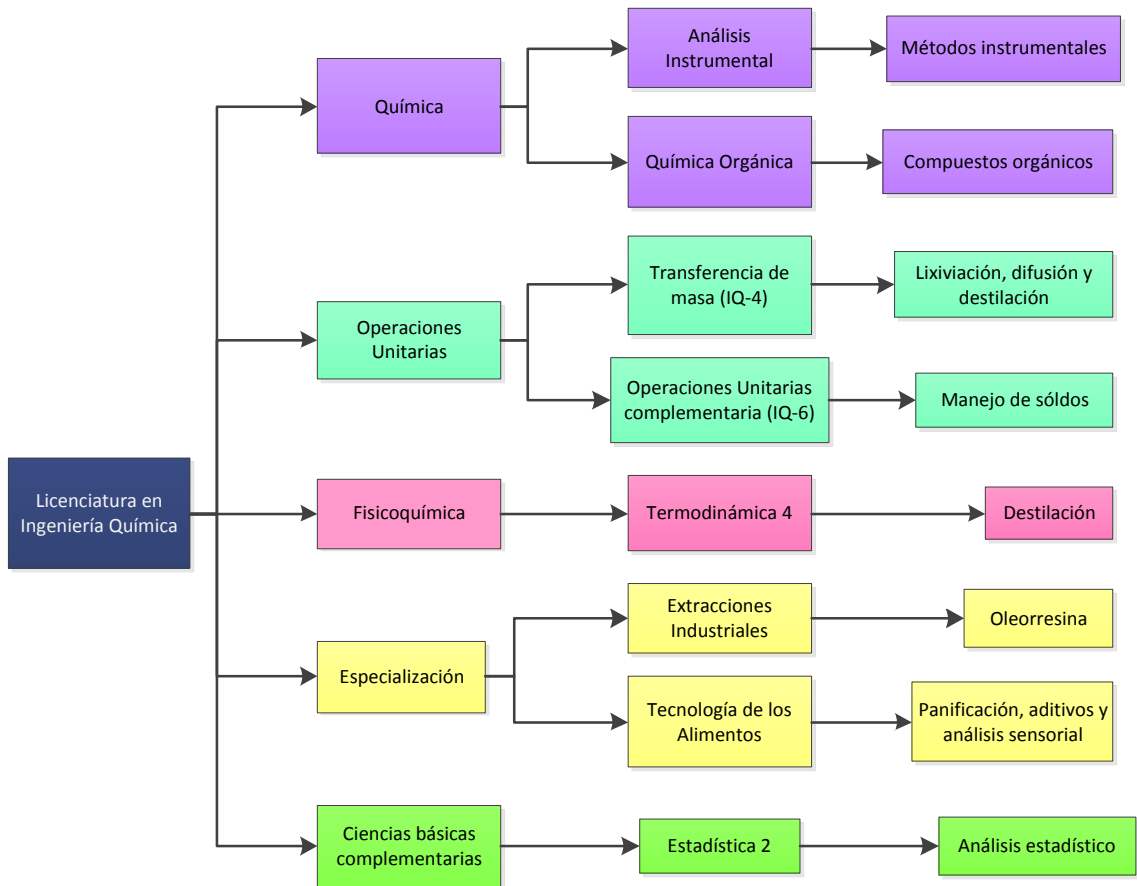 Licenciatura en
Ingeniería Química
Química
Análisis
Instrumental
Métodos instrumentales
Química Orgánica
Compuestos orgánicos
Operaciones
Unitarias
Transferencia de
masa (IQ-4)
Lixiviación, difusión y
destilación
Operaciones Unitarias
complementaria (IQ-6)
Manejo de sóldos
Fisicoquímica
Termodinámica 4
Destilación
Especialización
Extracciones
Industriales
Oleorresina
Tecnología de los
Alimentos
Panificación, aditivos y
análisis sensorial
Ciencias básicas
complementarias
Estadística 2
Análisis estadístico